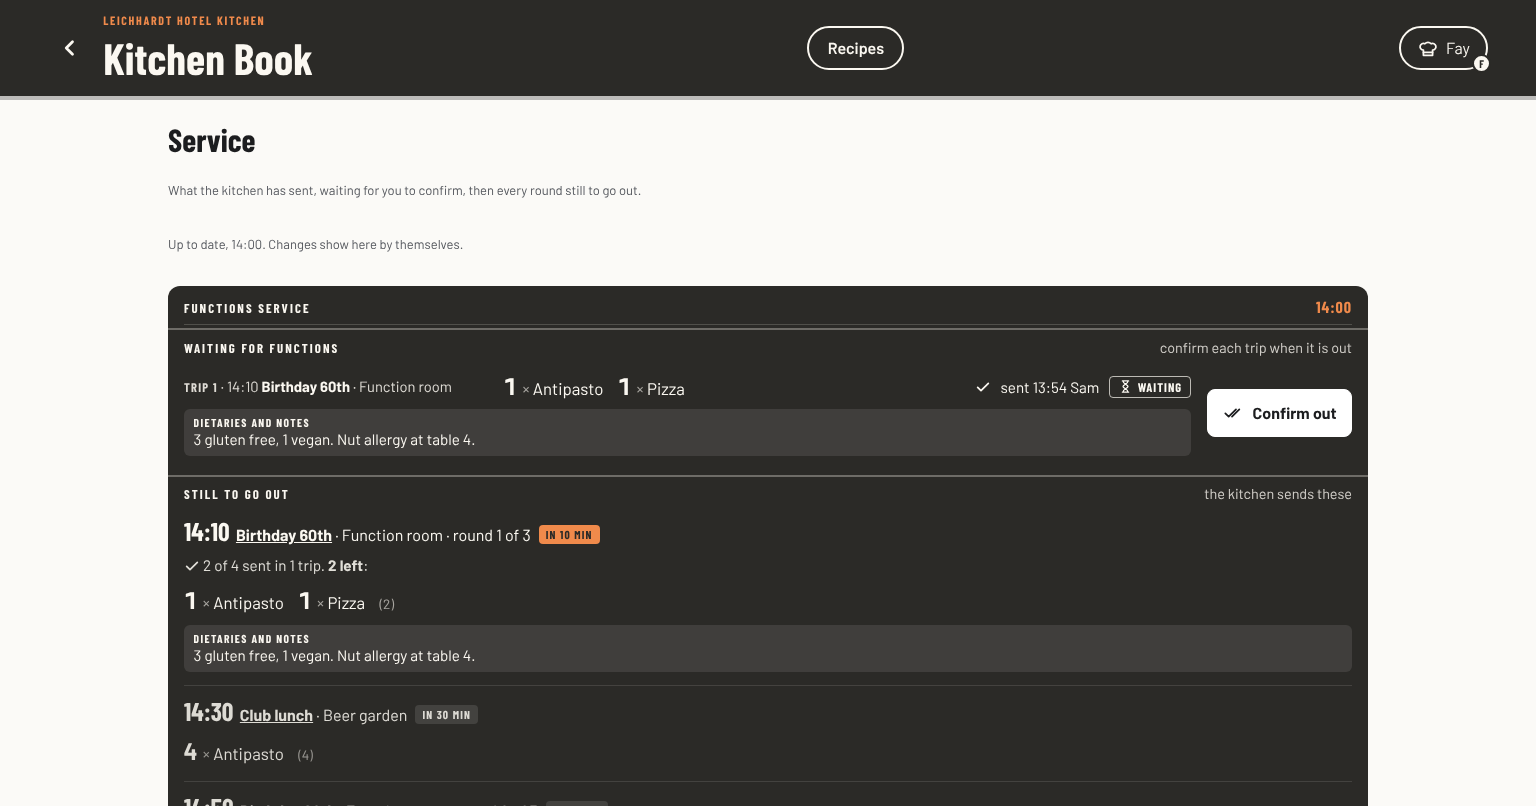 LEICHHARDT HOTEL KITCHEN
Kitchen Book
Recipes
Fay
F
Service
What the kitchen has sent, waiting for you to confirm, then every round still to go out.
Up to date, 14:00. Changes show here by themselves.
FUNCTIONS SERVICE 14:00
WAITING FOR FUNCTIONS confirm each trip when it is out
TRIP 1 · 14:10 Birthday 60th · Function room 1 × Antipasto 1 × Pizza sent 13:54 Sam WAITING
Confirm out
DIETARIES AND NOTES
3 gluten free, 1 vegan. Nut allergy at table 4.
STILL TO GO OUT the kitchen sends these
14:10 Birthday 60th · Function room · round 1 of 3 IN 10 MIN
2 of 4 sent in 1 trip. 2 left:
1 × Antipasto 1 × Pizza (2)
DIETARIES AND NOTES
3 gluten free, 1 vegan. Nut allergy at table 4.
14:30 Club lunch · Beer garden IN 30 MIN
4 × Antipasto (4)